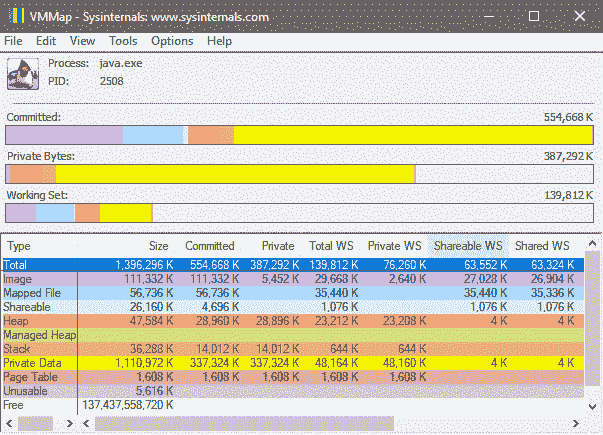 VMMap - Sysinternals: www.sysinternals.com
File Edit View Tools Options Help
Process: java.exe
PID: 2508
Committed: 554,668 K
Private Bytes: 387,292 K
Working Set: 139,812 K
Type Size Committed Private Total WS Private WS Shareable WS Shared WS
Total 1,396,296 K 554,668 K 387,292 K 139,812 K 76,260 K 63,552 K 63,324 K
Image 111,332 K 111,332 K 5,452 K 29,668 K 2,640 K 27,028 K 26,904 K
Mapped File 56,736 K 56,736 K 35,440 K 35,440 K 35,336 K
Shareable 26,160 K 4,696 K 1,076 K 1,076 K 1,076 K
Heap 47,584 K 28,960 K 28,896 K 23,212 K 23,208 K 4 K 4 K
Managed Heap
Stack 36,288 K 14,012 K 14,012 K 644 K 644 K
Private Data 1,110,972 K 337,324 K 337,324 K 48,164 K 48,160 K 4 K 4 K
Page Table 1,608 K 1,608 K 1,608 K 1,608 K 1,608 K
Unusable 5,616 K
Free 137,437,558,720 K